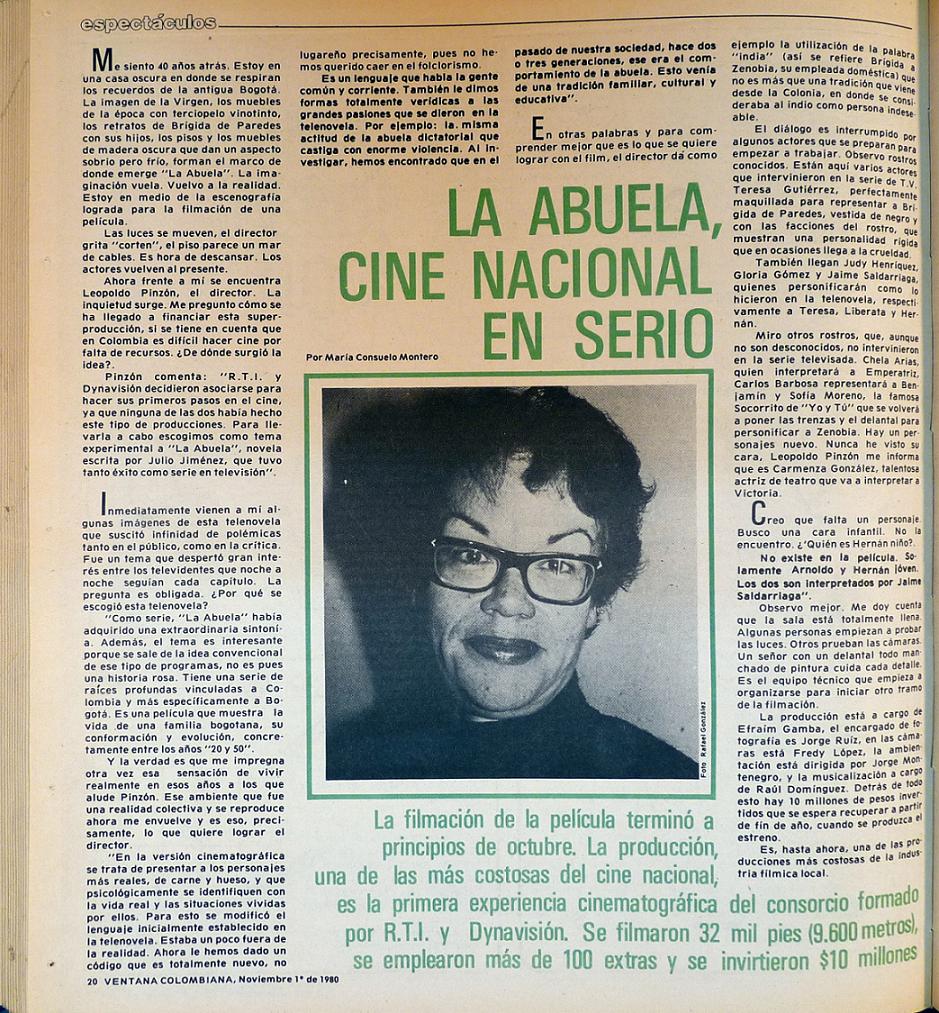 espectáculos
Me siento 40 años atrás. Estoy en
una casa oscura en donde se respiran
los recuerdos de la antigua Bogotá.
La imagen de la Virgen, los muebles
de la época con terciopelo vinotinto,
los retratos de Brígida de Paredes
con sus hijos, los pisos y los muebles
de madera oscura que dan un aspecto
sobrio pero frío, forman el marco de
donde emerge "La Abuela". La ima-
ginación vuela. Vuelvo a la realidad.
Estoy en medio de la escenografía
lograda para la filmación de una
película.
Las luces se mueven, el director
grita "corten", el piso parece un mar
de cables. Es hora de descansar. Los
actores vuelven al presente.
Ahora frente a mí se encuentra
Leopoldo Pinzón, el director. La
inquietud surge. Me pregunto cómo se
ha llegado a financiar esta super-
producción, si se tiene en cuenta que
en Colombia es difícil hacer cine por
falta de recursos. ¿De dónde surgió la
idea?.
Pinzón comenta: "R.T.I. y
Dynavisión decidieron asociarse para
hacer sus primeros pasos en el cine,
ya que ninguna de las dos había hecho
este tipo de producciones. Para lle-
varla a cabo escogimos como tema
experimental a "La Abuela", novela
escrita por Julio Jiménez, que tuvo
tanto éxito como serie en televisión".
Inmediatamente vienen a mí al-
gunas imágenes de esta telenovela
que suscitó infinidad de polémicas
tanto en el público, como en la crítica.
Fue un tema que despertó gran inte-
rés entre los televidentes que noche a
noche seguían cada capítulo. La
pregunta es obligada. ¿Por qué se
escogió esta telenovela?
"Como serie, "La Abuela" había
adquirido una extraordinaria sintoní-
a. Además, el tema es interesante
porque se sale de la idea convencional
de ese tipo de programas, no es pues
una historia rosa. Tiene una serie de
raíces profundas vinculadas a Co-
lombia y más específicamente a Bo-
gotá. Es una película que muestra la
vida de una familia bogotana, su
conformación y evolución, concre-
tamente entre los años "20 y 50".
Y la verdad es que me impregna
otra vez esa sensación de vivir
realmente en esos años a los que
alude Pinzón. Ese ambiente que fue
una realidad colectiva y se reproduce
ahora me envuelve y es eso, preci-
samente, lo que quiere lograr el
director.
"En la versión cinematográfica
se trata de presentar a los personajes
más reales, de carne y hueso, y que
psicológicamente se identifiquen con
la vida real y las situaciones vividas
por ellos. Para esto se modificó el
lenguaje inicialmente establecido en
la telenovela. Estaba un poco fuera de
la realidad. Ahora le hemos dado un
código que es totalmente nuevo, no
lugareño precisamente, pues no he-
mos querido caer en el folclorismo.
Es un lenguaje que habla la gente
común y corriente. También le dimos
formas totalmente verídicas a las
grandes pasiones que se dieron en la
telenovela. Por ejemplo: la misma
actitud de la abuela dictatorial que
castiga con enorme violencia. Al in-
vestigar, hemos encontrado que en el
pasado de nuestra sociedad, hace dos
o tres generaciones, ese era el com-
portamiento de la abuela. Esto venía
de una tradición familiar, cultural y
educativa".
En otras palabras y para com-
prender mejor que es lo que se quiere
lograr con el film, el director da como
LA ABUELA,
CINE NACIONAL
EN SERIO
Por María Consuelo Montero
Foto Rafael González
La filmación de la película terminó a
principios de octubre. La producción,
una de las más costosas del cine nacional,
es la primera experiencia cinematográfica del consorcio formado
por R.T.I. y Dynavisión. Se filmaron 32 mil pies (9.600 metros),
se emplearon más de 100 extras y se invirtieron $10 millones
ejemplo la utilización de la palabra
"india" (así se refiere Brígida a
Zenobia, su empleada doméstica) que
no es más que una tradición que viene
desde la Colonia, en donde se consi-
deraba al indio como persona indese-
able.
El diálogo es interrumpido por
algunos actores que se preparan para
empezar a trabajar. Observo rostros
conocidos. Están aquí varios actores
que intervinieron en la serie de T.V.
Teresa Gutiérrez, perfectamente
maquillada para representar a Brí-
gida de Paredes, vestida de negro y
con las facciones del rostro, que
muestran una personalidad rígida
que en ocasiones llega a la crueldad.
También llegan Judy Henríquez,
Gloria Gómez y Jaime Saldarriaga,
quienes personificarán como lo
hicieron en la telenovela, respecti-
vamente a Teresa, Liberata y Her-
nán.
Miro otros rostros, que, aunque
no son desconocidos, no intervinieron
en la serie televisada. Chela Arias,
quien interpretará a Emperatriz,
Carlos Barbosa representará a Ben-
jamín y Sofía Moreno, la famosa
Socorrito de "Yo y Tú" que se volverá
a poner las trenzas y el delantal para
personificar a Zenobia. Hay un per-
sonajes nuevo. Nunca he visto su
cara, Leopoldo Pinzón me informa
que es Carmenza González, talentosa
actriz de teatro que va a interpretar a
Victoria.
Creo que falta un personaje.
Busco una cara infantil. No la
encuentro. ¿'Quién es Hernán niño?.
No existe en la película. So-
lamente Arnoldo y Hernán jóven.
Los dos son interpretados por Jaime
Saldarriaga".
Observo mejor. Me doy cuenta
que la sala está totalmente llena.
Algunas personas empiezan a probar
las luces. Otros prueban las cámaras.
Un señor con un delantal todo man-
chado de pintura cuida cada detalle.
Es el equipo técnico que empieza a
organizarse para iniciar otro tramo
de la filmación.
La producción está a cargo de
Efraím Gamba, el encargado de fo-
tografía es Jorge Ruíz, en las cáma-
ras está Fredy López, la ambien-
tación está dirigida por Jorge Mon-
tenegro, y la musicalización a cargo
de Raúl Domínguez. Detrás de todo
esto hay 10 millones de pesos inver-
tidos que se espera recuperar a partir
de fin de año, cuando se produzca el
estreno.
Es, hasta ahora, una de las pro-
ducciones más costosas de la indus-
tria fílmica local.
20 VENTANA COLOMBIANA, Noviembre 1° de 1980